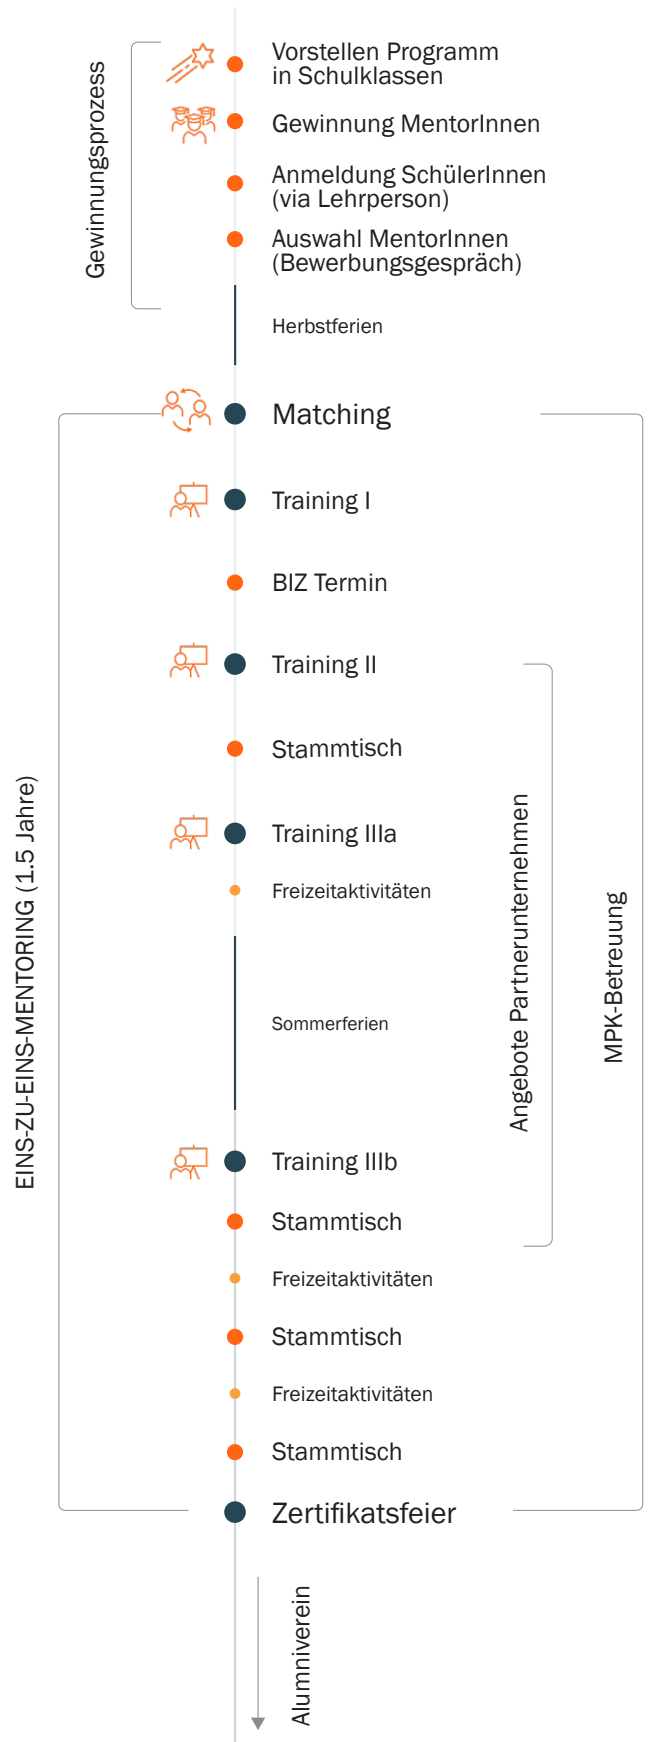 Gewinnungsprozess
Vorstellen Programm
in Schulklassen
Gewinnung MentorInnen
Anmeldung SchülerInnen
(via Lehrperson)
Auswahl MentorInnen
(Bewerbungsgespräch)
Herbstferien
EINS-ZU-EINS-MENTORING (1.5 Jahre)
Matching
Training I
BIZ Termin
Training II
Stammtisch
Training IIIa
Freizeitaktivitäten
Sommerferien
Training IIIb
Stammtisch
Freizeitaktivitäten
Stammtisch
Freizeitaktivitäten
Stammtisch
Zertifikatsfeier
Angebote Partnerunternehmen
MPK-Betreuung
Alumniverein